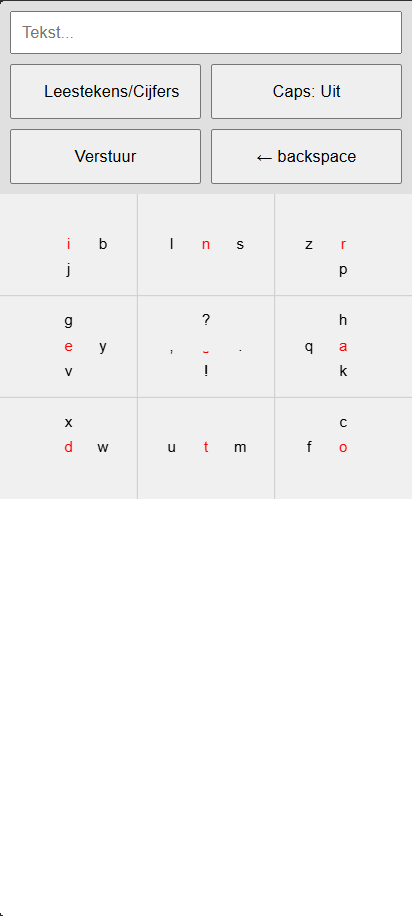 Tekst...
Leestekens/Cijfers Caps: Uit
Verstuur ← backspace
i b l n s z r
j p
g ? h
e y , ⌣ . q a
v ! k
x c
d w u t m f o